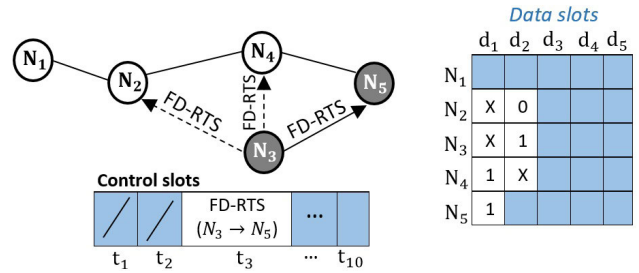 N₁
N₂
N₄
N₅
N₃
FD-RTS
FD-RTS
FD-RTS
Control slots
FD-RTS
(N₃ → N₅)
...
t₁ t₂ t₃ ... t₁₀
Data slots
d₁ d₂ d₃ d₄ d₅
N₁
N₂ X 0
N₃ X 1
N₄ 1 X
N₅ 1